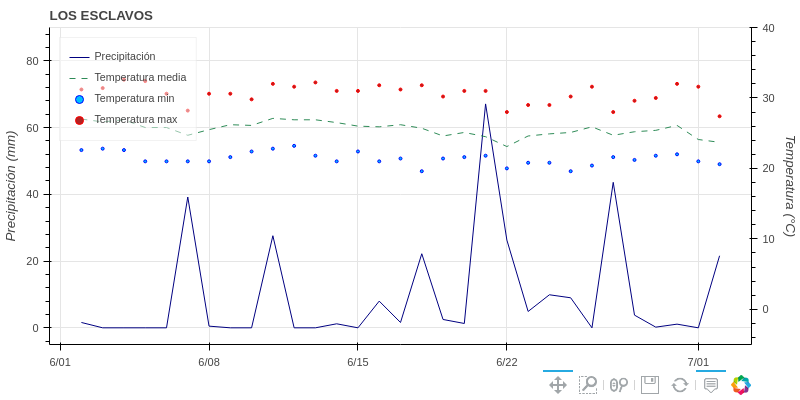 LOS ESCLAVOS
Precipitación
Temperatura media
Temperatura min
Temperatura max
Precipitación (mm)
80
60
40
20
0
Temperatura (°C)
40
30
20
10
0
6/01
6/08
6/15
6/22
7/01